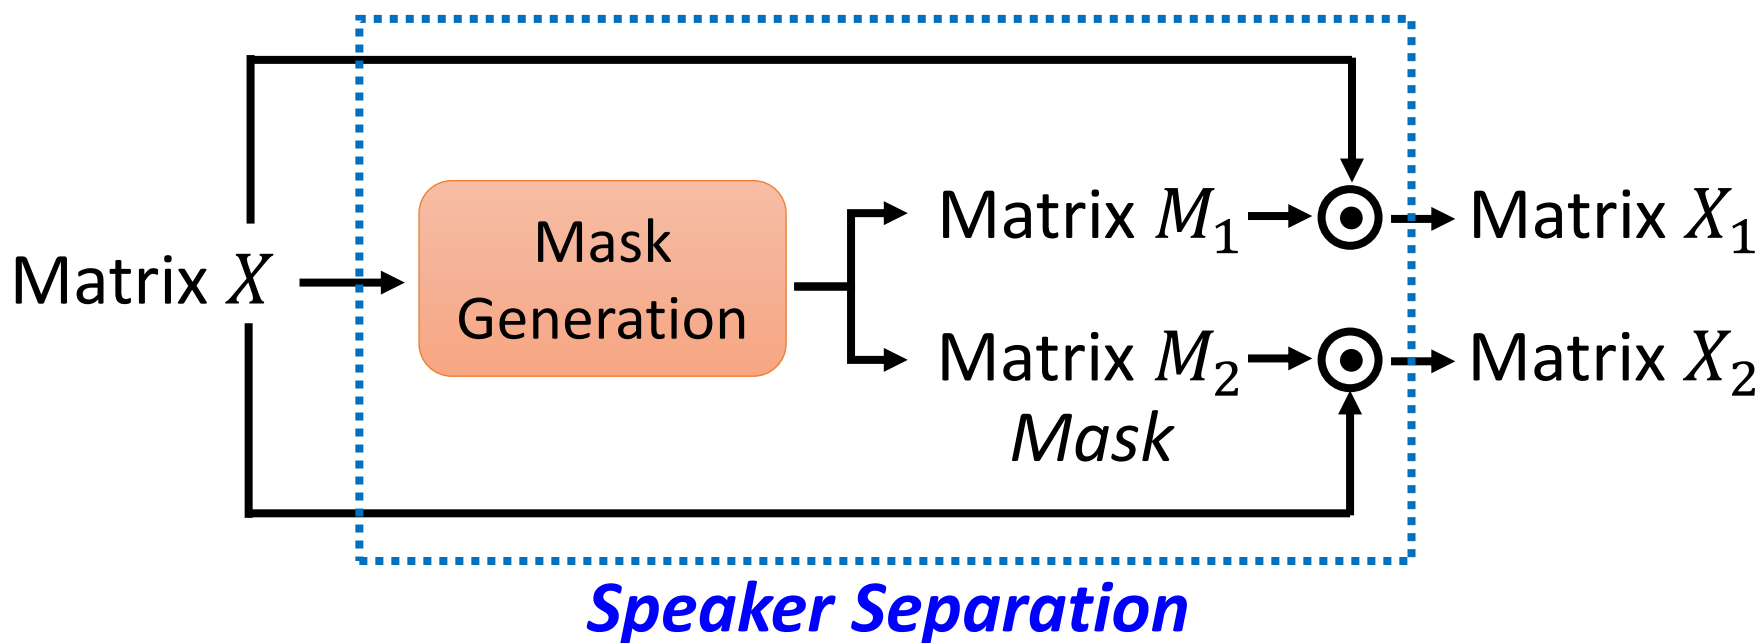 Matrix X
Mask
Generation
Matrix M₁
Matrix X₁
Matrix M₂
Matrix X₂
Mask
Speaker Separation